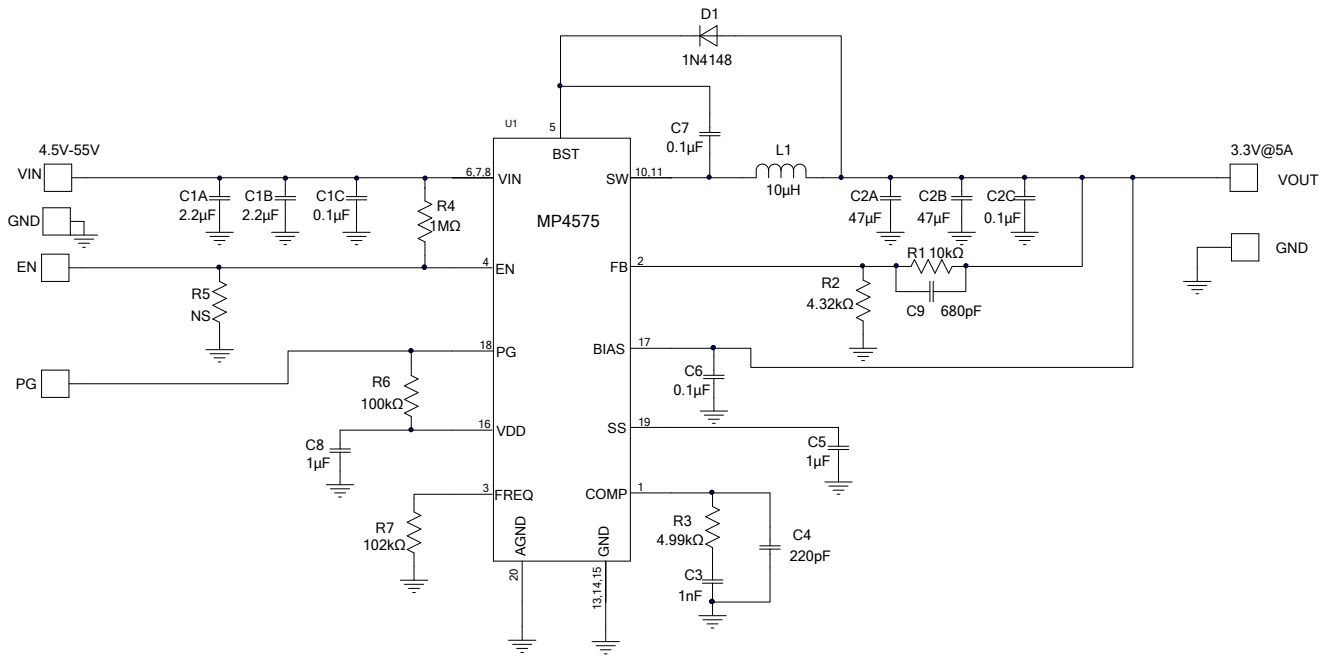 D1
1N4148
U1
5
BST
C7
0.1µF
L1
10µH
4.5V-55V
VIN
C1A
2.2µF
C1B
2.2µF
C1C
0.1µF
6,7,8
VIN
SW
10,11
3.3V@5A
VOUT
C2A
47µF
C2B
47µF
C2C
0.1µF
R4
1MΩ
MP4575
GND
GND
EN
4
EN
FB
2
R1 10kΩ
C9 680pF
R2
4.32kΩ
R5
NS
18
PG
BIAS
17
PG
R6
100kΩ
C6
0.1µF
16
VDD
SS
19
C8
1µF
C5
1µF
3
FREQ
COMP
1
R7
102kΩ
R3
4.99kΩ
C4
220pF
C3
1nF
AGND
GND
20
13,14,15